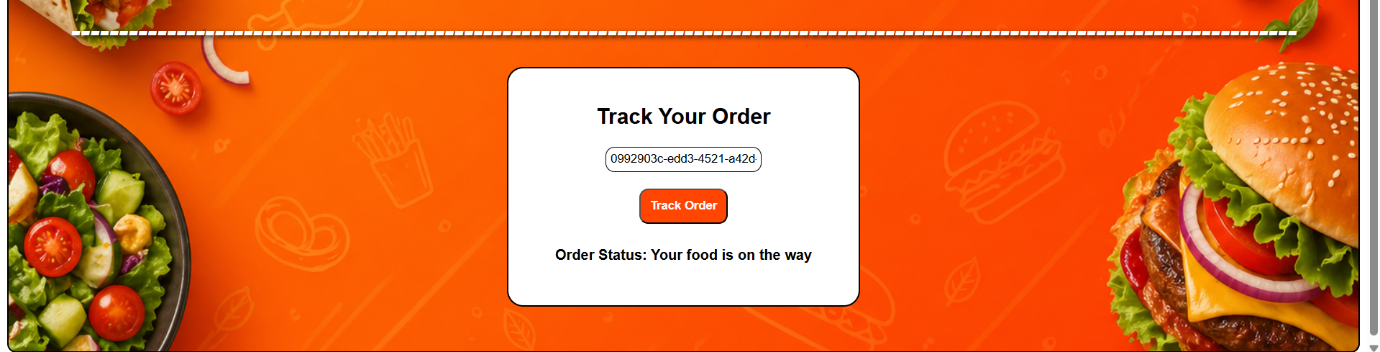 Track Your Order
0992903c-edd3-4521-a42d-
Track Order
Order Status: Your food is on the way